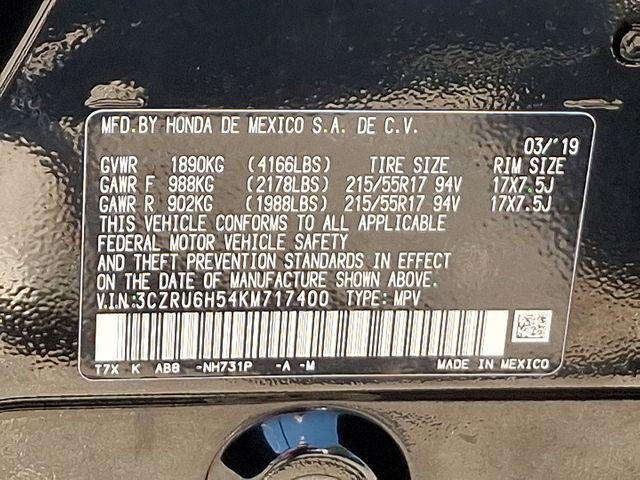 MFD.BY HONDA DE MEXICO S.A. DE C.V.
03/'19
GVWR 1890KG (4166LBS) TIRE SIZE RIM SIZE
GAWR F 988KG (2178LBS) 215/55R17 94V 17X7.5J
GAWR R 902KG (1988LBS) 215/55R17 94V 17X7.5J
THIS VEHICLE CONFORMS TO ALL APPLICABLE
FEDERAL MOTOR VEHICLE SAFETY
AND THEFT PREVENTION STANDARDS IN EFFECT
ON THE DATE OF MANUFACTURE SHOWN ABOVE.
V.I.N:3CZRU6H54KM717400 TYPE: MPV
T7X K AB8 -NH731P -A -M MADE IN MEXICO